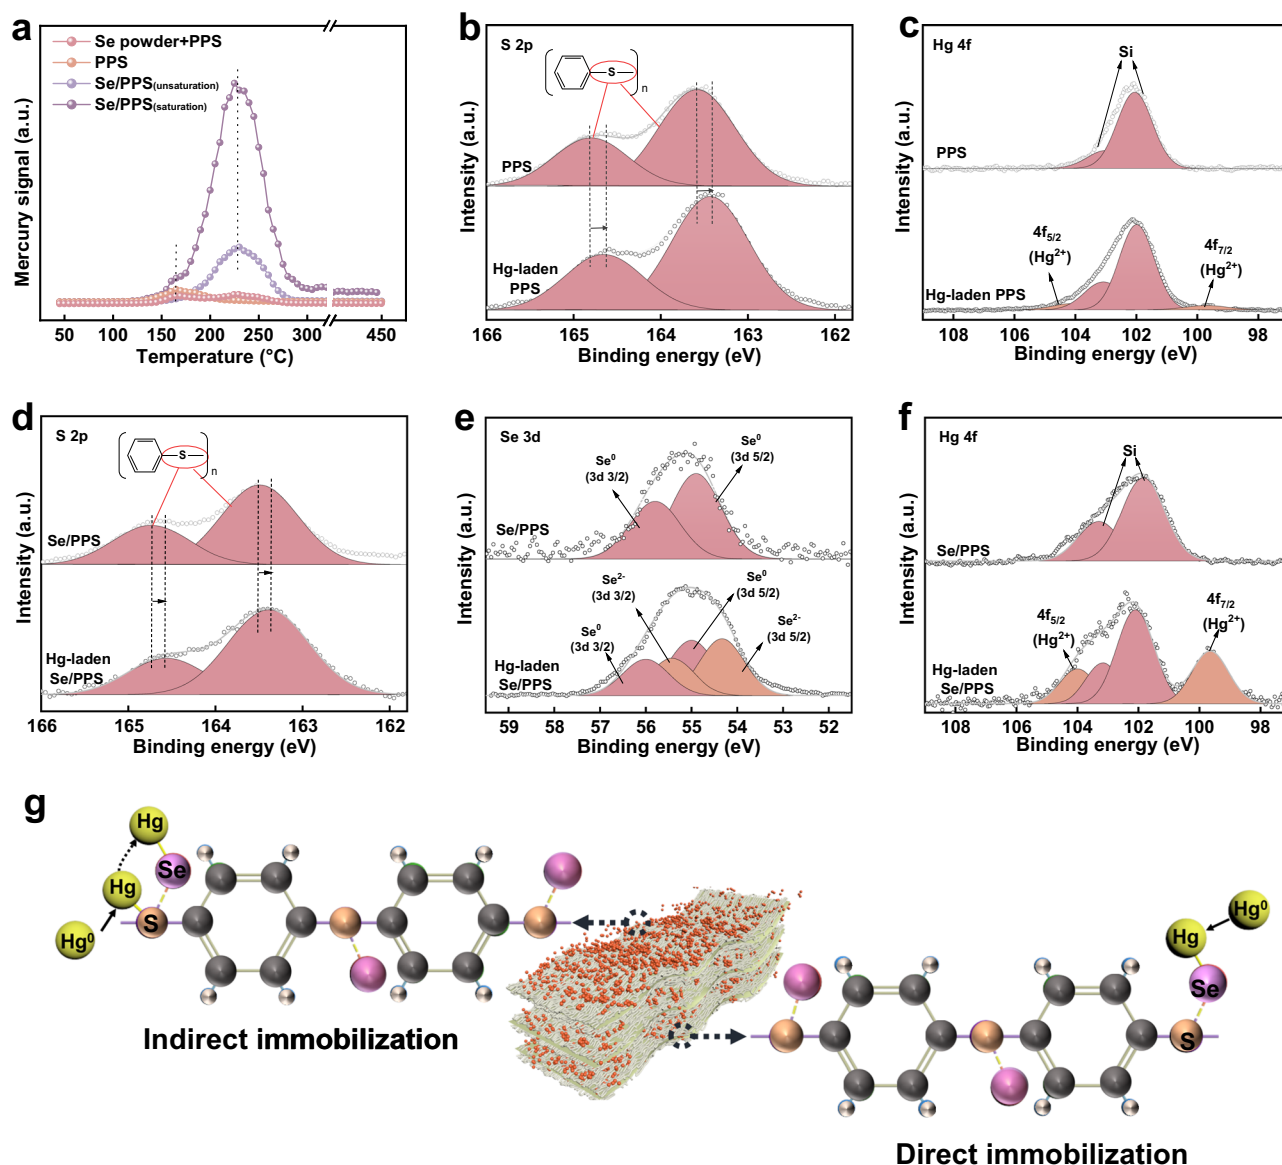 a
Se powder+PPS
PPS
Se/PPS(unsaturation)
Se/PPS(saturation)
Mercury signal (a.u.)
50 100 150 200 250 300 450
Temperature (°C)
b
S 2p
S
n
PPS
Hg-laden
PPS
Intensity (a.u.)
166 165 164 163 162
Binding energy (eV)
c
Hg 4f
Si
PPS
4f5/2
(Hg2+)
4f7/2
(Hg2+)
Hg-laden PPS
Intensity (a.u.)
108 106 104 102 100 98
Binding energy (eV)
d
S 2p
S
n
Se/PPS
Hg-laden
Se/PPS
Intensity (a.u.)
166 165 164 163 162
Binding energy (eV)
e
Se 3d
Se0
(3d 3/2)
Se0
(3d 5/2)
Se/PPS
Se2-
(3d 3/2)
Se0
(3d 5/2)
Se0
(3d 3/2)
Se2-
(3d 5/2)
Hg-laden
Se/PPS
Intensity (a.u.)
59 58 57 56 55 54 53 52
Binding energy (eV)
f
Hg 4f
Si
Se/PPS
4f5/2
(Hg2+)
4f7/2
(Hg2+)
Hg-laden
Se/PPS
Intensity (a.u.)
108 106 104 102 100 98
Binding energy (eV)
g
Hg
Se
Hg
S
Hg0
Indirect immobilization
Hg0
Hg
Se
S
Direct immobilization